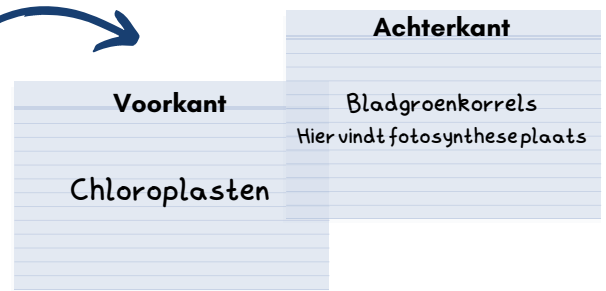 Voorkant
Chloroplasten
Achterkant
Bladgroenkorrels
Hier vindt fotosynthese plaats